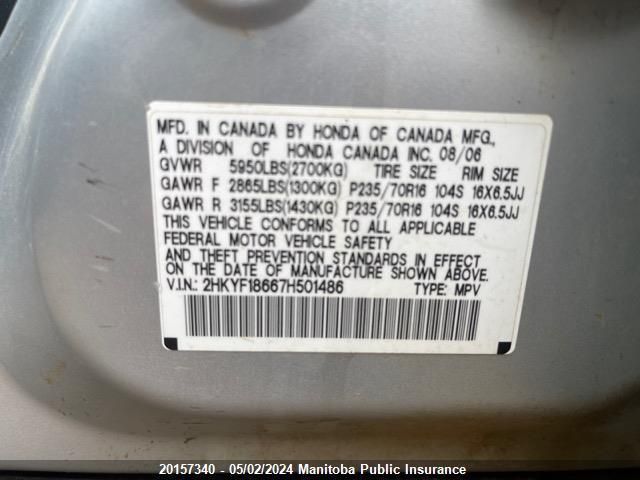 MFD. IN CANADA BY HONDA OF CANADA MFG.,
A DIVISION OF HONDA CANADA INC. 08/06
GVWR 5950LBS(2700KG) TIRE SIZE RIM SIZE
GAWR F 2865LBS(1300KG) P235/70R16 104S 16X6.5JJ
GAWR R 3155LBS(1430KG) P235/70R16 104S 16X6.5JJ
THIS VEHICLE CONFORMS TO ALL APPLICABLE
FEDERAL MOTOR VEHICLE SAFETY
AND THEFT PREVENTION STANDARDS IN EFFECT
ON THE DATE OF MANUFACTURE SHOWN ABOVE.
V.I.N.: 2HKYF18667H501486 TYPE: MPV
20157340 - 05/02/2024 Manitoba Public Insurance